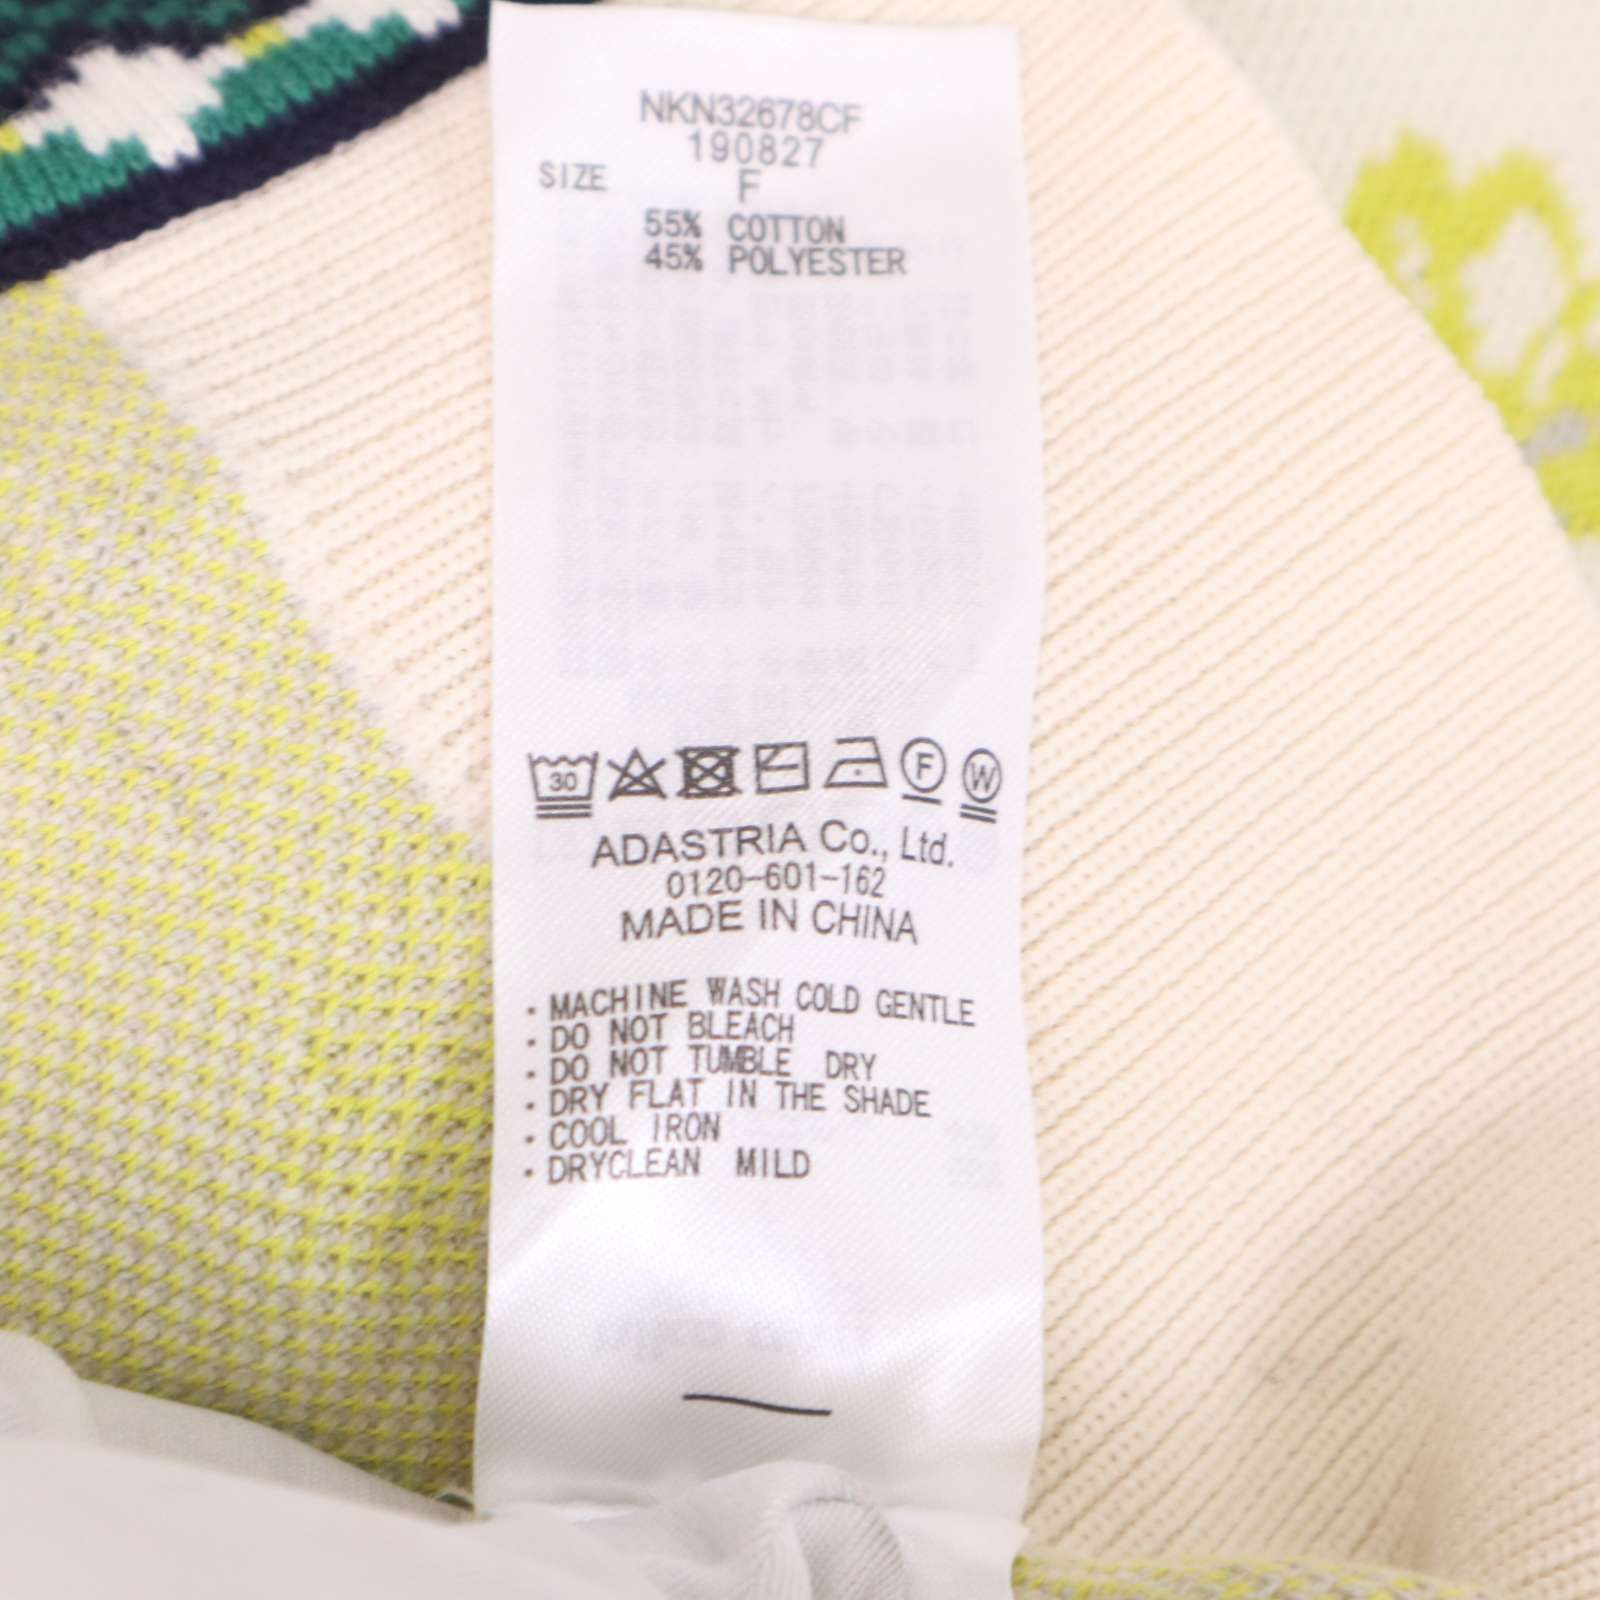 NKN32678CF
190827
SIZE F
55% COTTON
45% POLYESTER
30 F W
ADASTRIA Co., Ltd.
0120-601-162
MADE IN CHINA
・MACHINE WASH COLD GENTLE
・DO NOT BLEACH
・DO NOT TUMBLE DRY
・DRY FLAT IN THE SHADE
・COOL IRON
・DRYCLEAN MILD